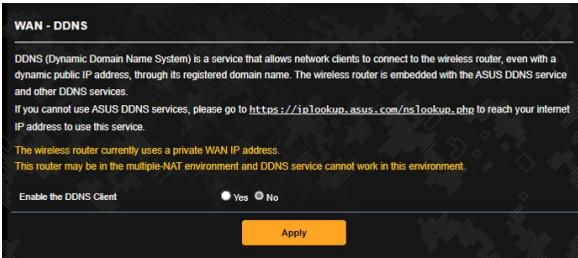 WAN - DDNS
DDNS (Dynamic Domain Name System) is a service that allows network clients to connect to the wireless router, even with a
dynamic public IP address, through its registered domain name. The wireless router is embedded with the ASUS DDNS service
and other DDNS services.
If you cannot use ASUS DDNS services, please go to https://iplookup.asus.com/nslookup.php to reach your internet
IP address to use this service.
The wireless router currently uses a private WAN IP address.
This router may be in the multiple-NAT environment and DDNS service cannot work in this environment.
Enable the DDNS Client Yes No
Apply